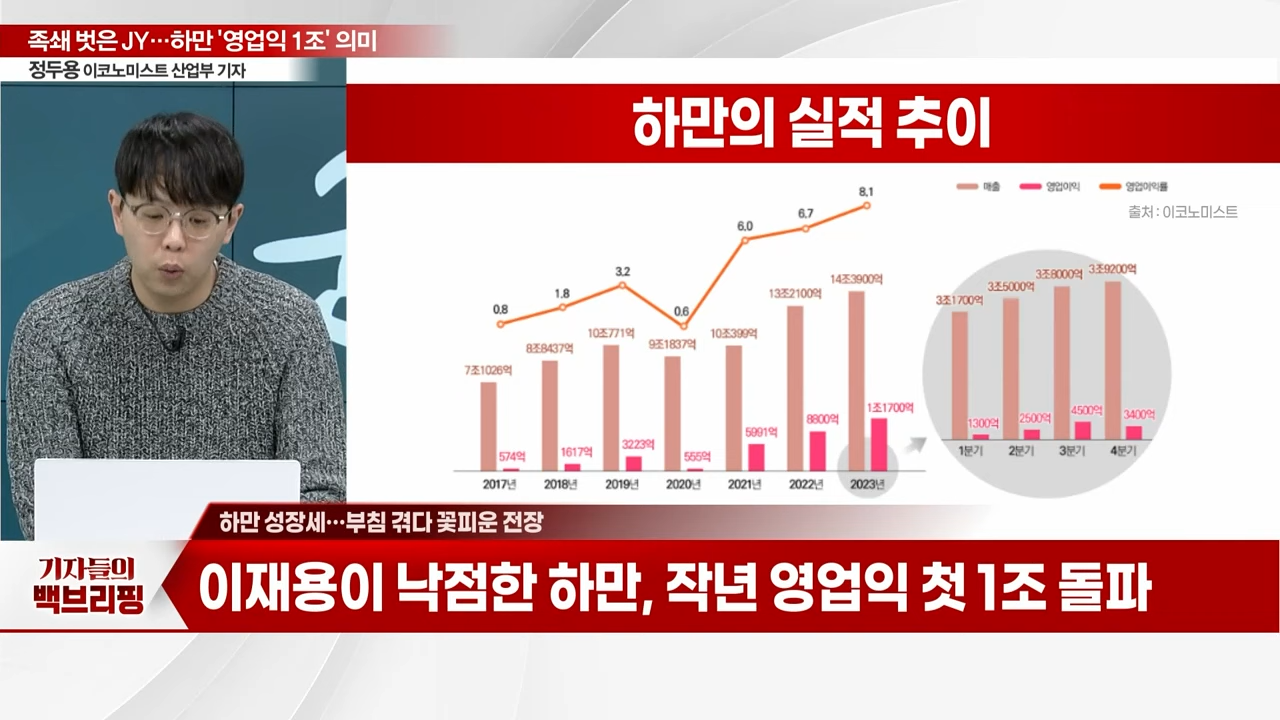 족쇄 벗은 JY…하만 '영업익 1조' 의미
정두용 이코노미스트 산업부 기자
하만의 실적 추이
매출 영업이익 영업이익률
출처 : 이코노미스트
0.8 1.8 3.2 0.6 6.0 6.7 8.1
7조1026억 8조8437억 10조771억 9조1837억 10조399억 13조2100억 14조3900억
574억 1617억 3223억 555억 5991억 8800억 1조1700억
2017년 2018년 2019년 2020년 2021년 2022년 2023년
3조1700억 3조5000억 3조8000억 3조9200억
1300억 2500억 4500억 3400억
1분기 2분기 3분기 4분기
하만 성장세…부침 겪다 꽃피운 전장
기자들의
백브리핑
이재용이 낙점한 하만, 작년 영업익 첫 1조 돌파